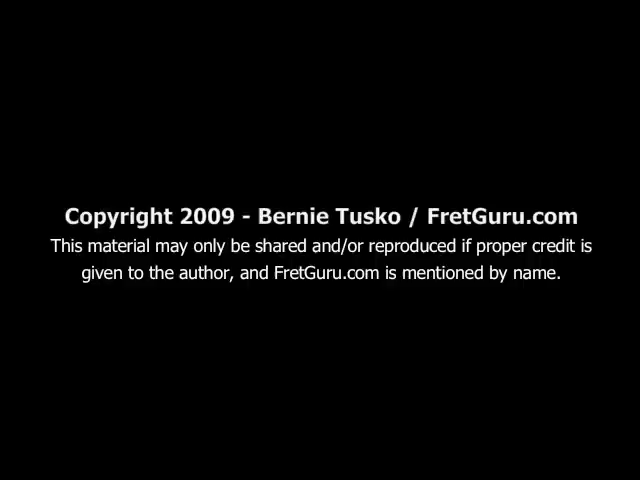 Copyright 2009 - Bernie Tusko / FretGuru.com
This material may only be shared and/or reproduced if proper credit is
given to the author, and FretGuru.com is mentioned by name.